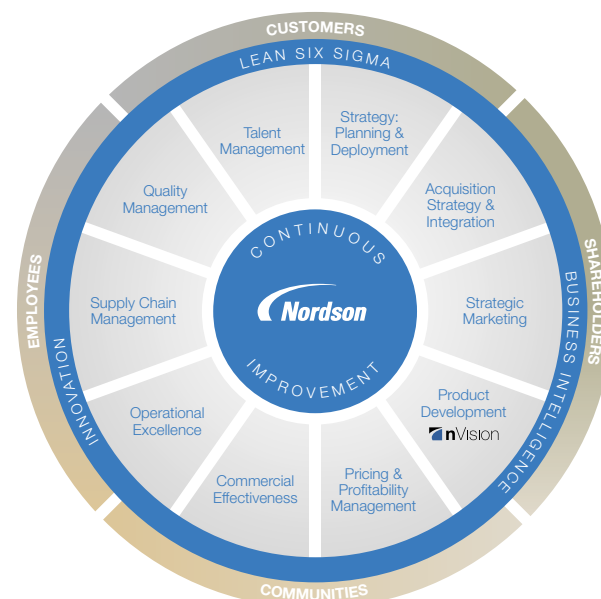 CUSTOMERS
LEAN SIX SIGMA
Talent
Management
Strategy:
Planning &
Deployment
Quality
Management
Acquisition
Strategy &
Integration
CONTINUOUS
EMPLOYEES
Supply Chain
Management
Nordson
Strategic
Marketing
SHAREHOLDERS
BUSINESS INTELLIGENCE
INNOVATION
IMPROVEMENT
Operational
Excellence
Product
Development
nVision
Commercial
Effectiveness
Pricing &
Profitability
Management
COMMUNITIES